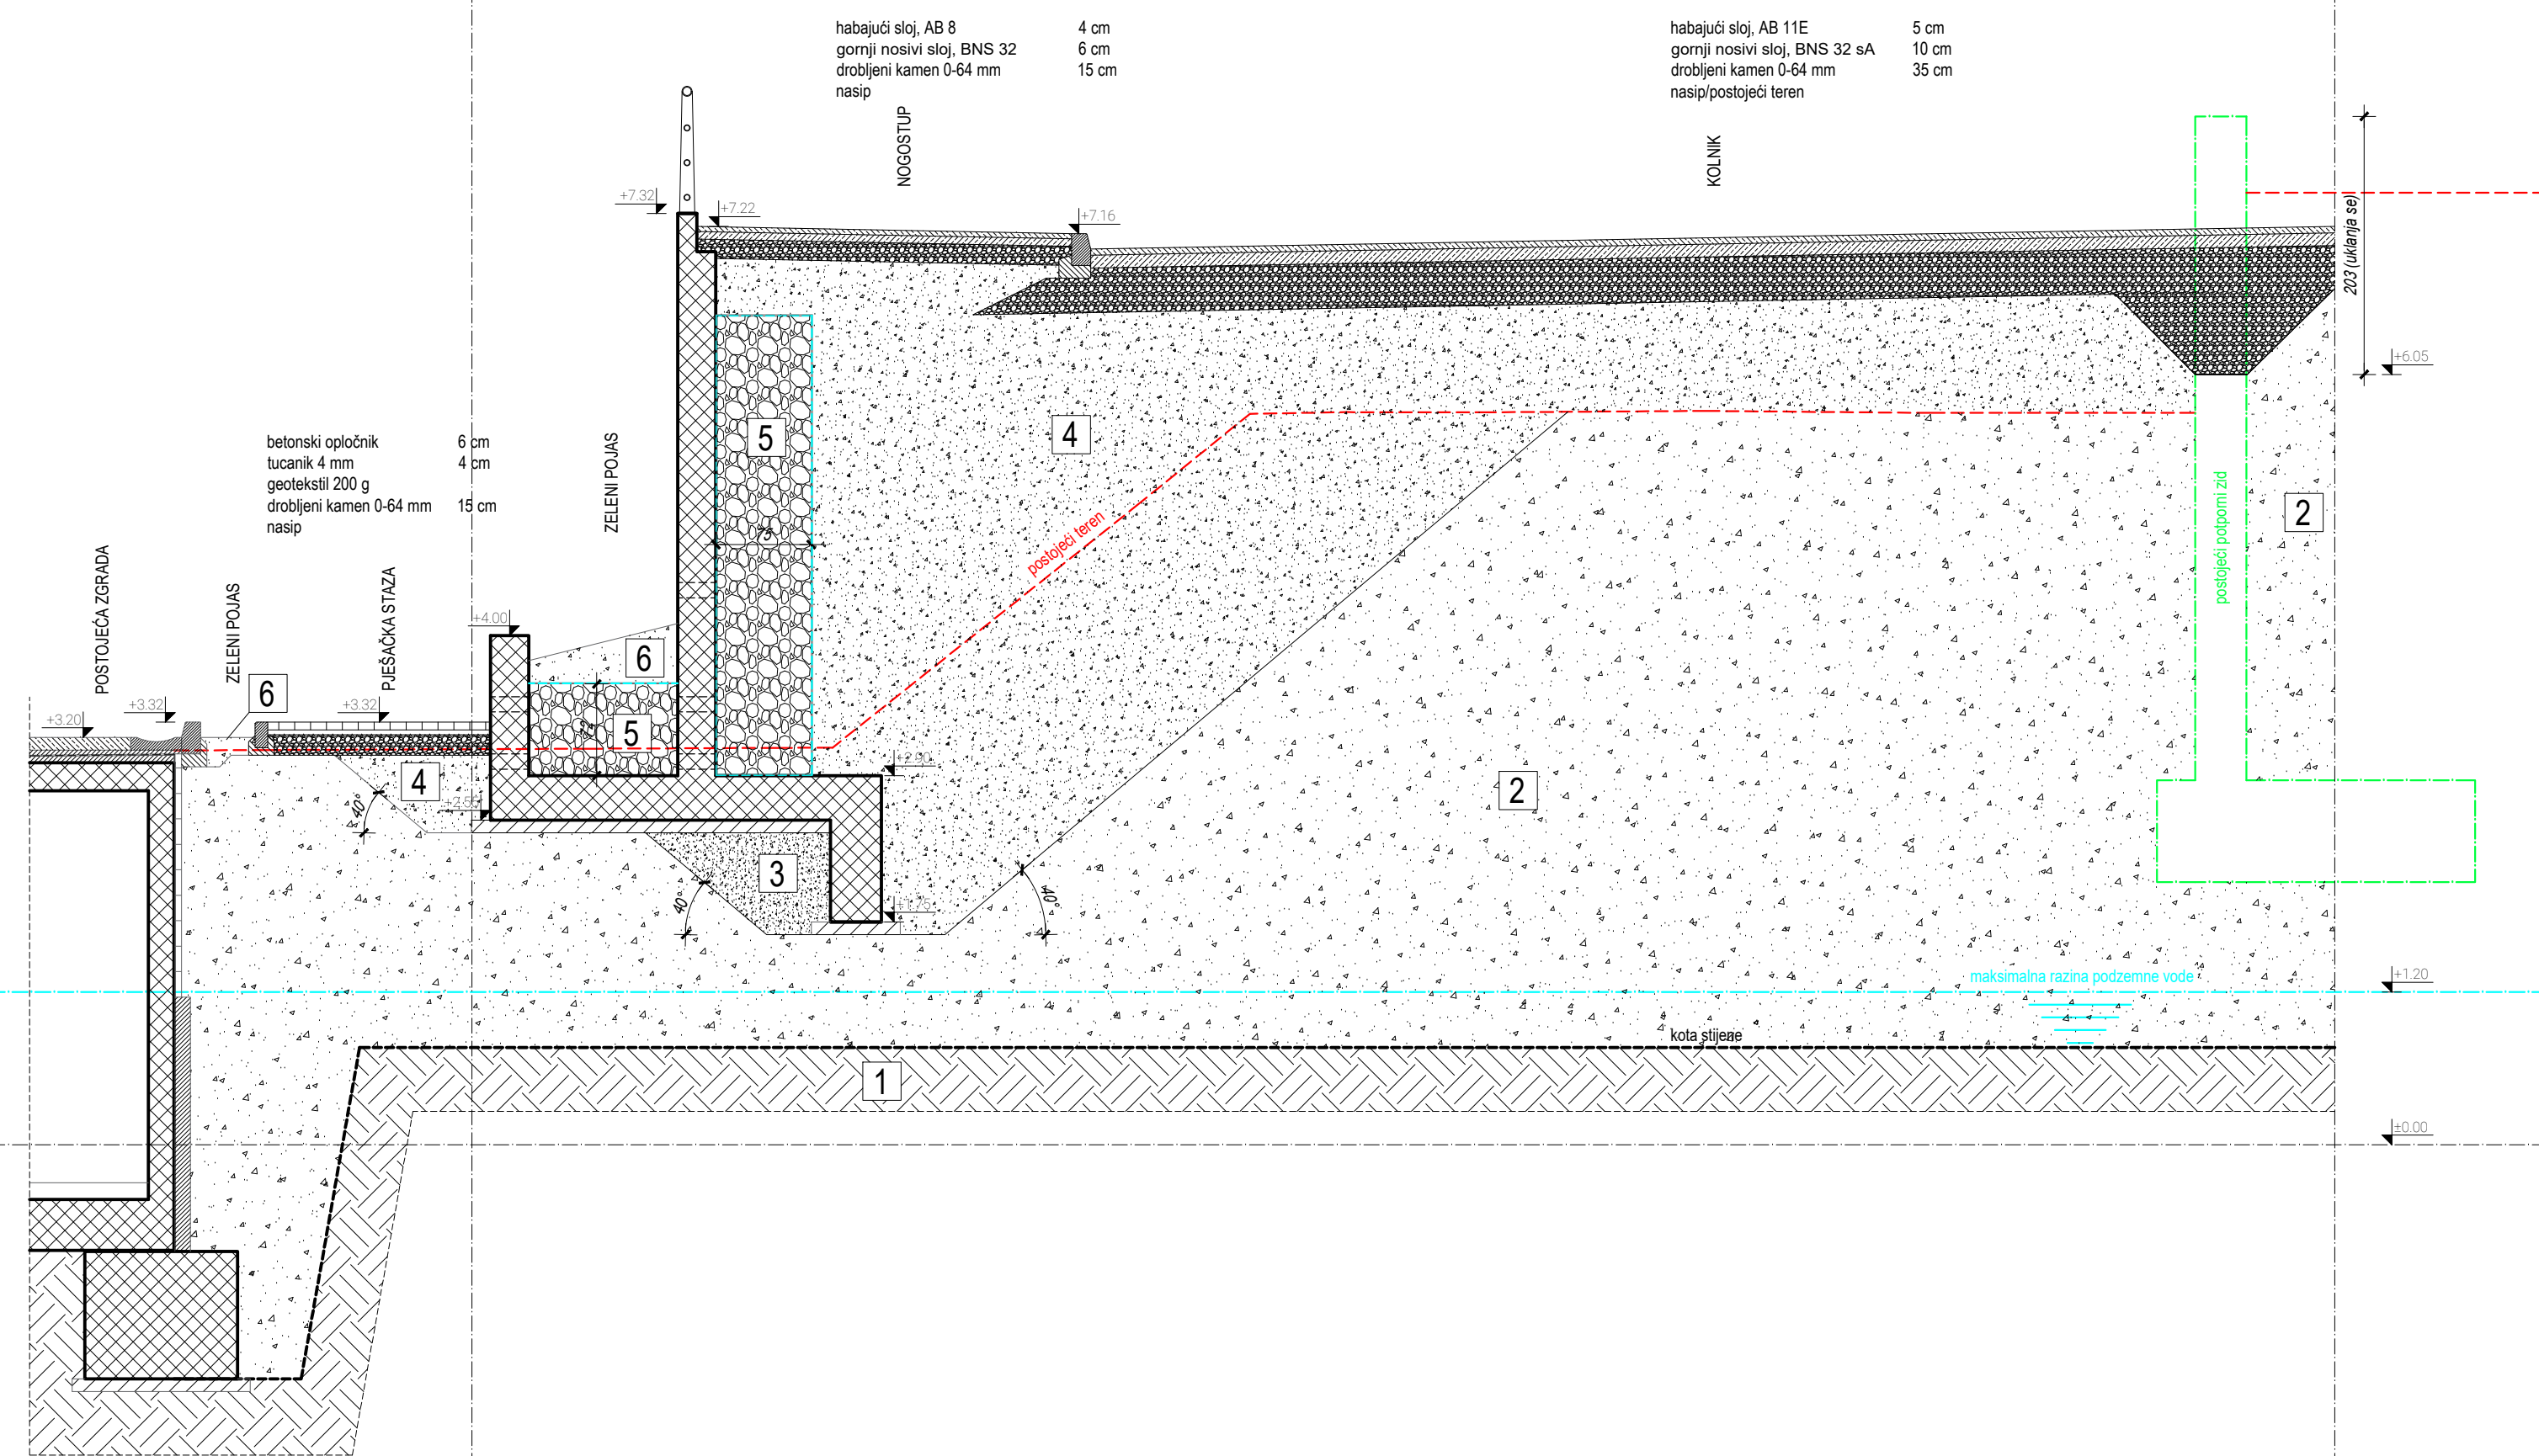 habajući sloj, AB 8 4 cm
gornji nosivi sloj, BNS 32 6 cm
drobljeni kamen 0-64 mm 15 cm
nasip
habajući sloj, AB 11E 5 cm
gornji nosivi sloj, BNS 32 sA 10 cm
drobljeni kamen 0-64 mm 35 cm
nasip/postojeći teren
NOGOSTUP
KOLNIK
+7.32
+7.22
+7.16
203 (uklanja se)
+6.05
betonski opločnik 6 cm
tucanik 4 mm 4 cm
geotekstil 200 g
drobljeni kamen 0-64 mm 15 cm
nasip
ZELENI POJAS
5
4
75
postojeći teren
postojeći potporni zid
2
POSTOJEĆA ZGRADA
ZELENI POJAS
PJEŠAČKA STAZA
+4.00
6
6
+3.20
+3.32
+3.32
5
4
40°
+2.90
2
3
40°
40°
+1.75
maksimalna razina podzemne vode
+1.20
kota stijene
1
±0.00